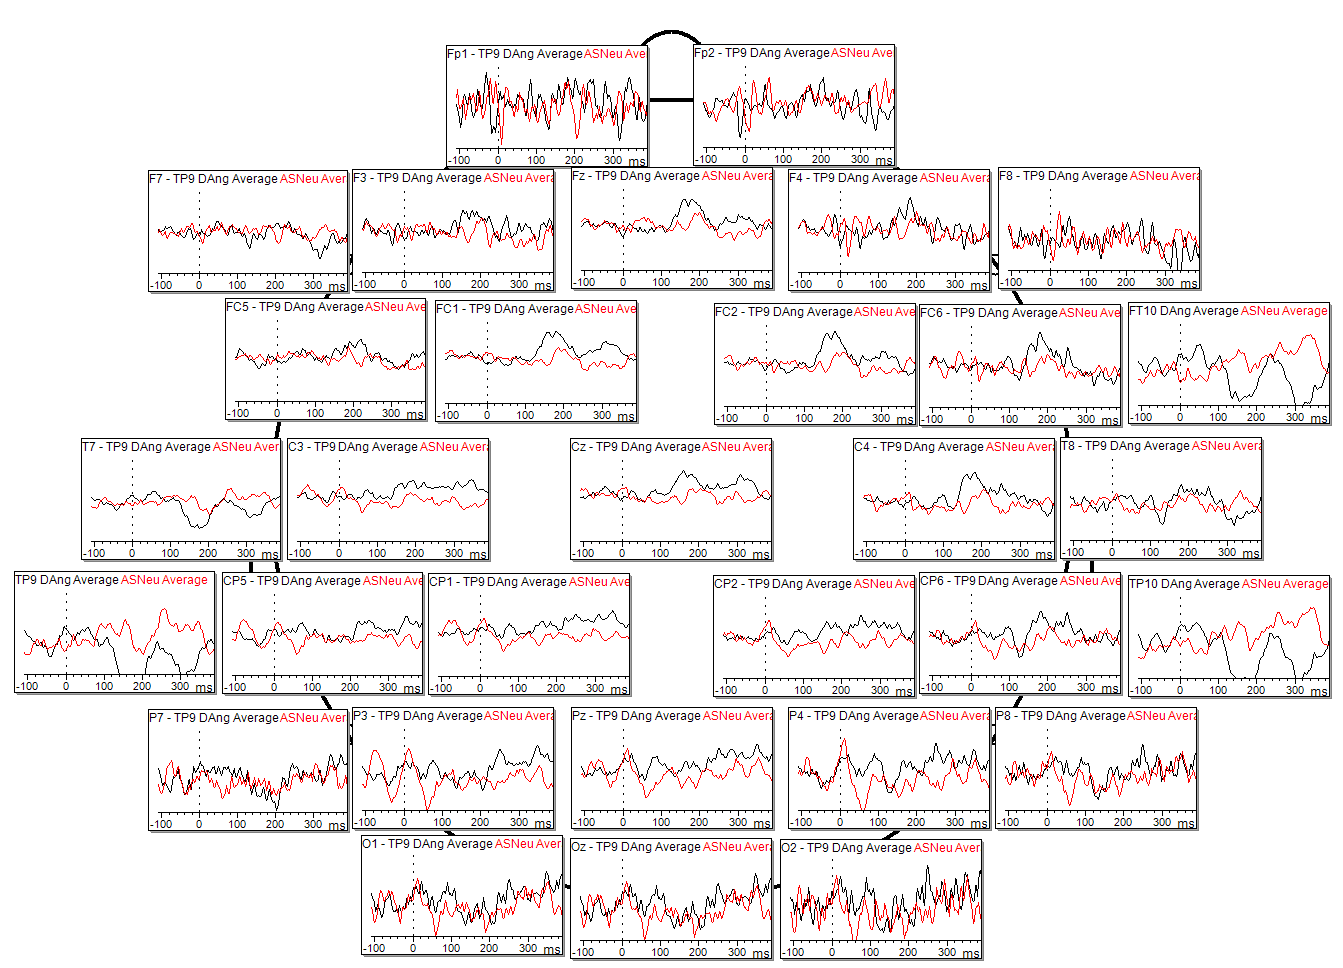 Fp1 - TP9 DAng Average ASNeu Ave
-100 0 100 200 300 ms
Fp2 - TP9 DAng Average ASNeu Ave
-100 0 100 200 300 ms
F7 - TP9 DAng Average ASNeu Aver
-100 0 100 200 300 ms
F3 - TP9 DAng Average ASNeu Avera
-100 0 100 200 300 ms
Fz - TP9 DAng Average ASNeu Avera
-100 0 100 200 300 ms
F4 - TP9 DAng Average ASNeu Avera
-100 0 100 200 300 ms
F8 - TP9 DAng Average ASNeu Avera
-100 0 100 200 300 ms
FC5 - TP9 DAng Average ASNeu Ave
-100 0 100 200 300 ms
FC1 - TP9 DAng Average ASNeu Ave
-100 0 100 200 300 ms
FC2 - TP9 DAng Average ASNeu Ave
-100 0 100 200 300 ms
FC6 - TP9 DAng Average ASNeu Ave
-100 0 100 200 300 ms
FT10 DAng Average ASNeu Average
-100 0 100 200 300 ms
T7 - TP9 DAng Average ASNeu Aver
-100 0 100 200 300 ms
C3 - TP9 DAng Average ASNeu Aver
-100 0 100 200 300 ms
Cz - TP9 DAng Average ASNeu Avera
-100 0 100 200 300 ms
C4 - TP9 DAng Average ASNeu Aver
-100 0 100 200 300 ms
T8 - TP9 DAng Average ASNeu Avera
-100 0 100 200 300 ms
TP9 DAng Average ASNeu Average
-100 0 100 200 300 ms
CP5 - TP9 DAng Average ASNeu Ave
-100 0 100 200 300 ms
CP1 - TP9 DAng Average ASNeu Ave
-100 0 100 200 300 ms
CP2 - TP9 DAng Average ASNeu Ave
-100 0 100 200 300 ms
CP6 - TP9 DAng Average ASNeu Ave
-100 0 100 200 300 ms
TP10 DAng Average ASNeu Average
-100 0 100 200 300 ms
P7 - TP9 DAng Average ASNeu Aver
-100 0 100 200 300 ms
P3 - TP9 DAng Average ASNeu Avera
-100 0 100 200 300 ms
Pz - TP9 DAng Average ASNeu Avera
-100 0 100 200 300 ms
P4 - TP9 DAng Average ASNeu Avera
-100 0 100 200 300 ms
P8 - TP9 DAng Average ASNeu Avera
-100 0 100 200 300 ms
O1 - TP9 DAng Average ASNeu Aver
-100 0 100 200 300 ms
Oz - TP9 DAng Average ASNeu Aver
-100 0 100 200 300 ms
O2 - TP9 DAng Average ASNeu Aver
-100 0 100 200 300 ms